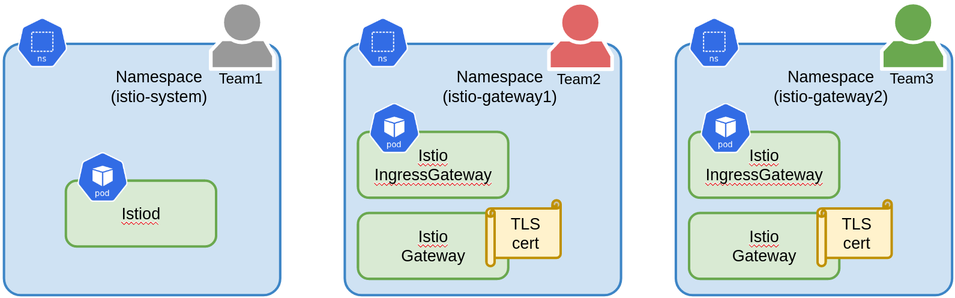 ns
Team1
Namespace
(istio-system)
pod
Istiod
ns
Team2
Namespace
(istio-gateway1)
pod
Istio
IngressGateway
Istio
Gateway
TLS
cert
ns
Team3
Namespace
(istio-gateway2)
pod
Istio
IngressGateway
Istio
Gateway
TLS
cert